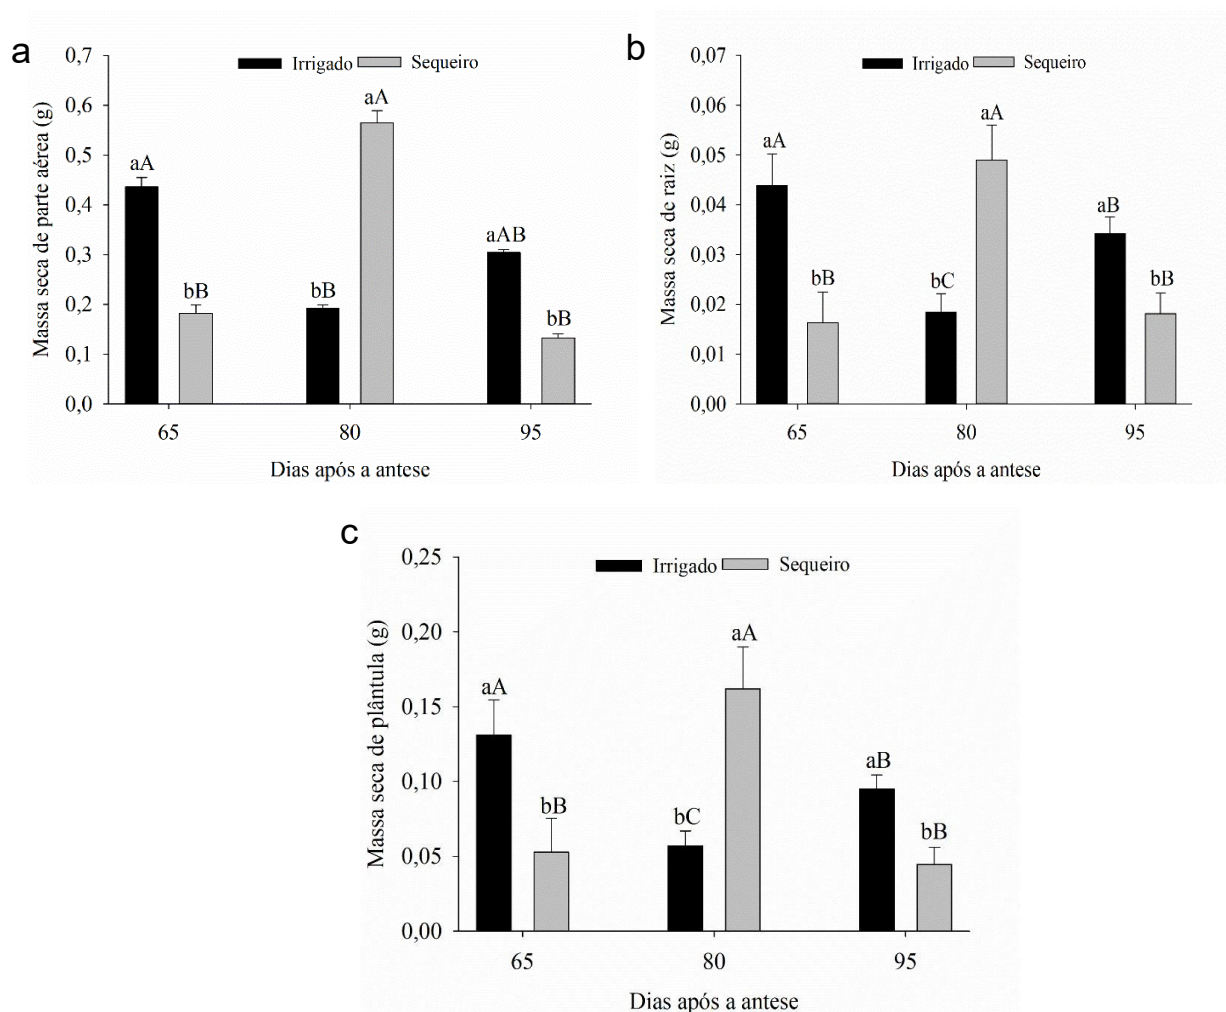 a
Irrigado Sequeiro
Massa seca de parte aérea (g)
0,7
0,6
0,5
0,4
0,3
0,2
0,1
0,0
aA
bB
bB
aA
aAB
bB
65 80 95
Dias após a antese
b
Irrigado Sequeiro
Massa seca de raiz (g)
0,07
0,06
0,05
0,04
0,03
0,02
0,01
0,00
aA
bB
bC
aA
aB
bB
65 80 95
Dias após a antese
c
Irrigado Sequeiro
Massa seca de plântula (g)
0,25
0,20
0,15
0,10
0,05
0,00
aA
bB
bC
aA
aB
bB
65 80 95
Dias após a antese